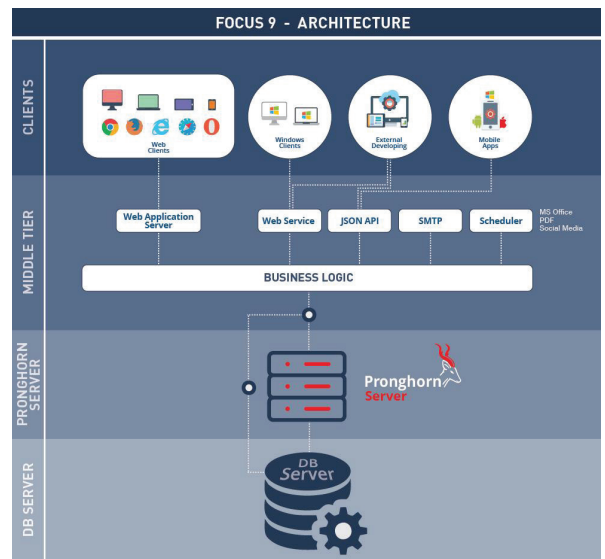 FOCUS 9 - ARCHITECTURE
CLIENTS
Web
Clients
Windows
Clients
External
Developing
Mobile
Apps
MIDDLE TIER
Web Application
Server
Web Service
JSON API
SMTP
Scheduler
MS Office
PDF
Social Media
BUSINESS LOGIC
PRONGHORN
SERVER
Pronghorn
Server
DB SERVER
DB
Server